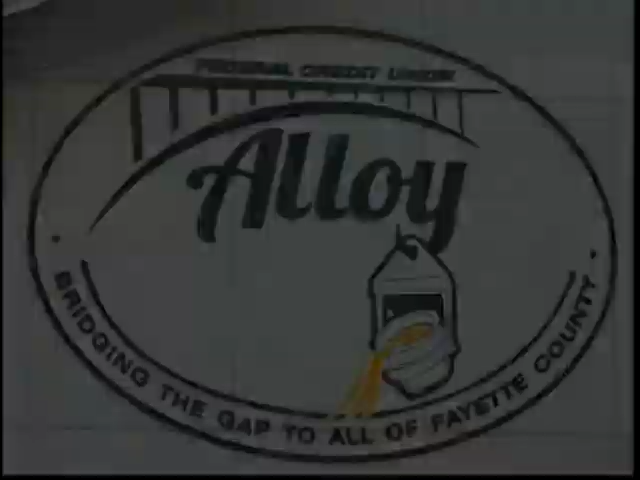 FEDERAL CREDIT UNION
Alloy
BRIDGING THE GAP TO ALL OF FAYETTE COUNTY